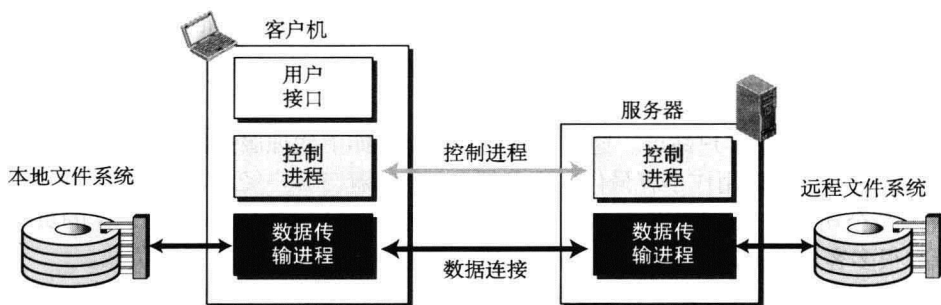 客户机
用户
接口
服务器
控制
进程
控制进程
控制
进程
本地文件系统
远程文件系统
数据传
输进程
数据连接
数据传
输进程